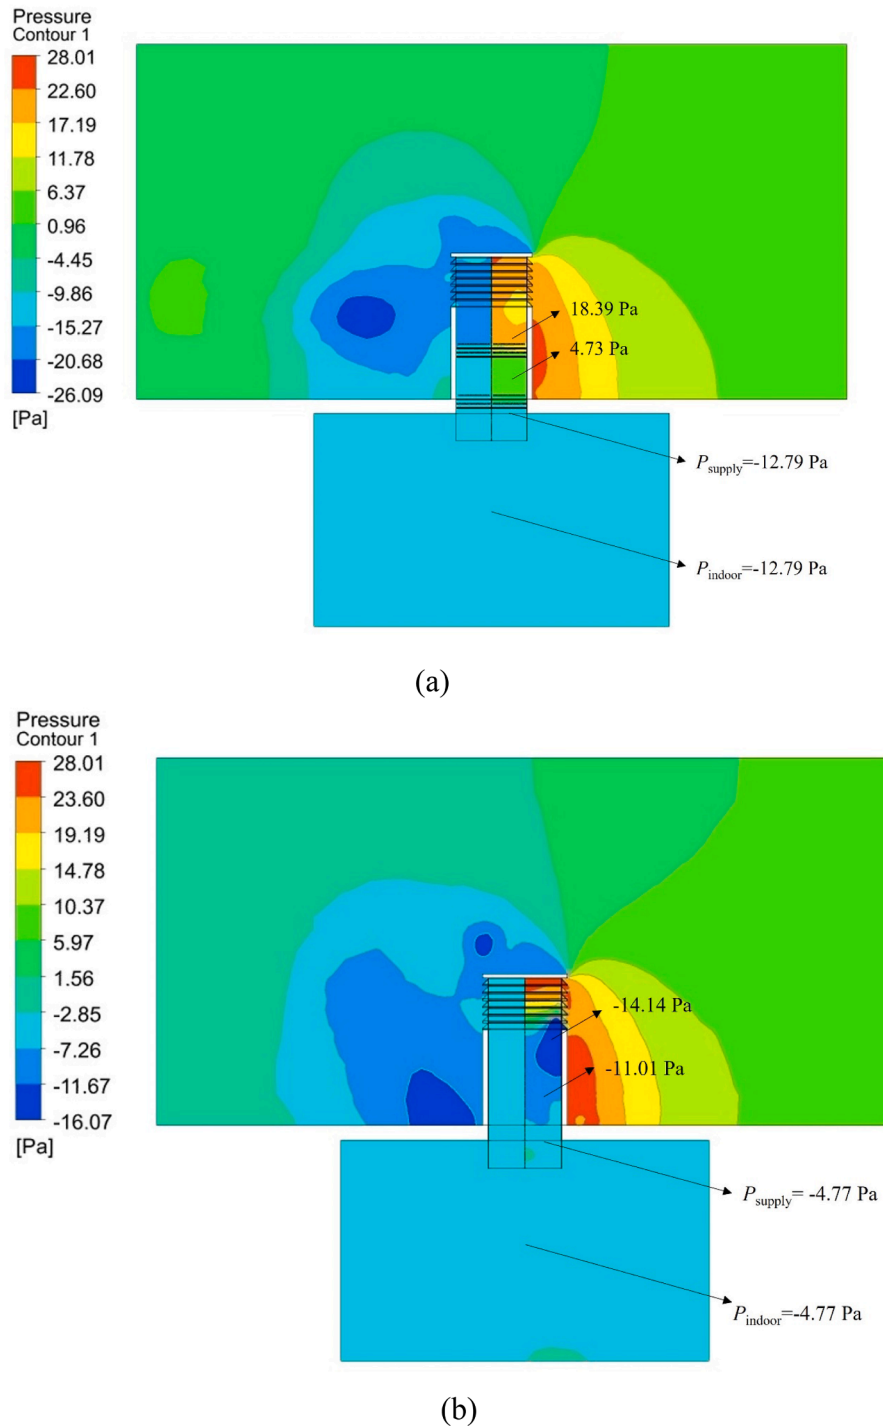 Pressure
Contour 1
28.01
22.60
17.19
11.78
6.37
0.96
-4.45
-9.86
-15.27
-20.68
-26.09
[Pa]
18.39 Pa
4.73 Pa
Psupply=-12.79 Pa
Pindoor=-12.79 Pa
(a)
Pressure
Contour 1
28.01
23.60
19.19
14.78
10.37
5.97
1.56
-2.85
-7.26
-11.67
-16.07
[Pa]
-14.14 Pa
-11.01 Pa
Psupply= -4.77 Pa
Pindoor=-4.77 Pa
(b)